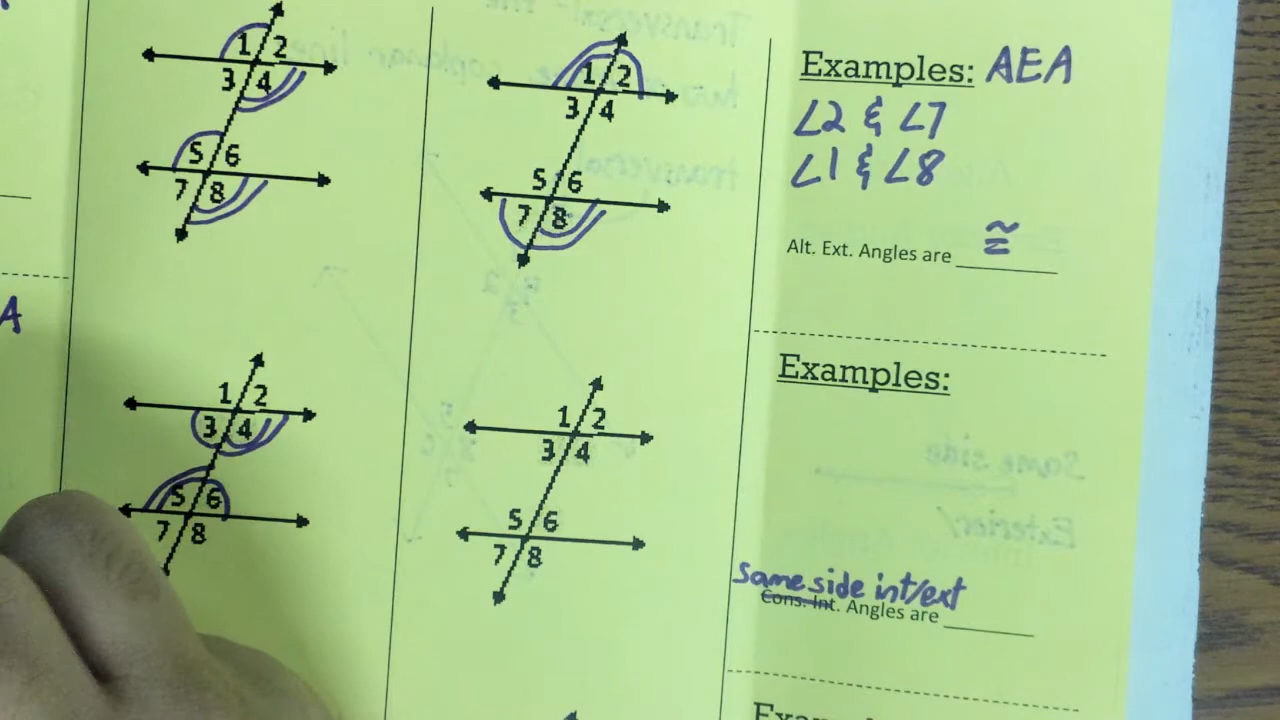 1 2
3 4
5 6
7 8
1 2
3 4
5 6
7 8
Examples: AEA
∠2 & ∠7
∠1 & ∠8
Alt. Ext. Angles are ≅
A
1 2
3 4
5 6
7 8
1 2
3 4
5 6
7 8
Examples:
Same side int/ext
Cons. Int. Angles are